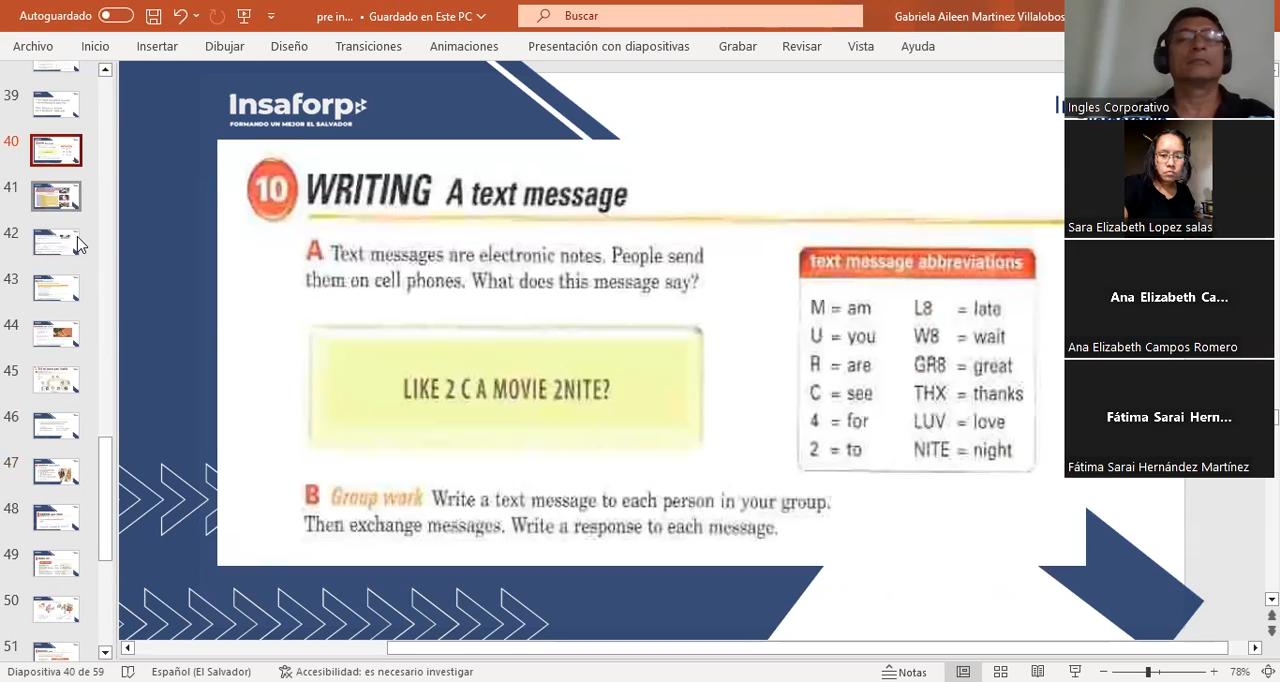 Autoguardado
pre in... • Guardado en Este PC
Buscar
Gabriela Aileen Martinez Villalobos
Archivo Inicio Insertar Dibujar Diseño Transiciones Animaciones Presentación con diapositivas Grabar Revisar Vista Ayuda
39
40
41
42
43
44
45
46
47
48
49
50
51
Insaforp
FORMANDO UN MEJOR EL SALVADOR
10 WRITING A text message
A Text messages are electronic notes. People send
them on cell phones. What does this message say?
LIKE 2 C A MOVIE 2NITE?
text message abbreviations
M = am L8 = late
U = you W8 = wait
R = are GR8 = great
C = see THX = thanks
4 = for LUV = love
2 = to NITE = night
B Group work Write a text message to each person in your group.
Then exchange messages. Write a response to each message.
Ingles Corporativo
Sara Elizabeth Lopez salas
Ana Elizabeth Ca...
Ana Elizabeth Campos Romero
Fátima Sarai Hern...
Fátima Sarai Hernández Martínez
Diapositiva 40 de 59
Español (El Salvador)
Accesibilidad: es necesario investigar
Notas
78%